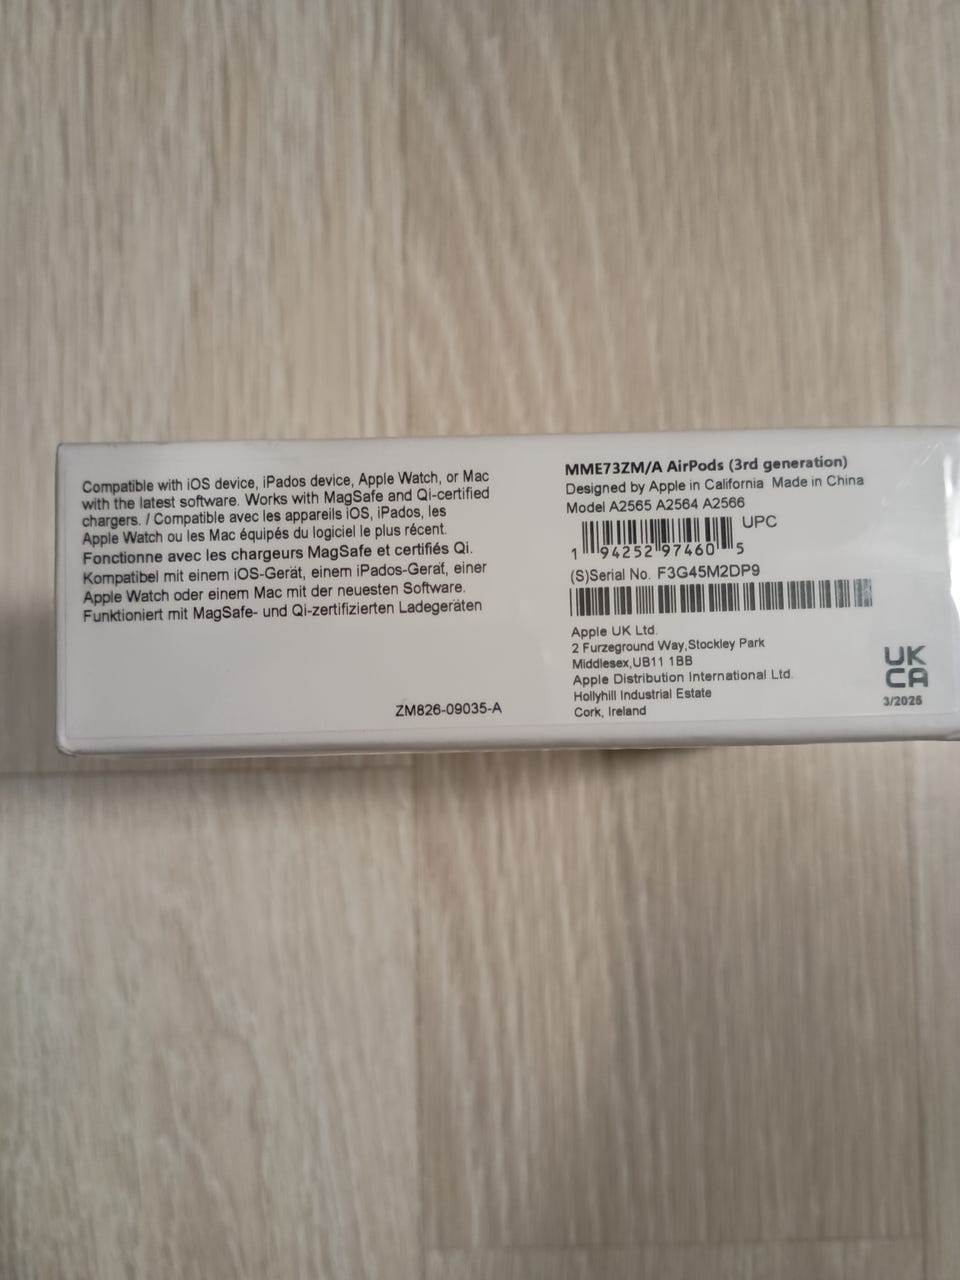 Compatible with iOS device, iPados device, Apple Watch, or Mac
with the latest software. Works with MagSafe and Qi-certified
chargers. / Compatible avec les appareils iOS, iPados, les
Apple Watch ou les Mac équipés du logiciel le plus récent.
Fonctionne avec les chargeurs MagSafe et certifiés Qi.
Kompatibel mit einem iOS-Gerät, einem iPados-Gerät, einer
Apple Watch oder einem Mac mit der neuesten Software.
Funktioniert mit MagSafe- und Qi-zertifizierten Ladegeräten
ZM826-09035-A
MME73ZM/A AirPods (3rd generation)
Designed by Apple in California Made in China
Model A2565 A2564 A2566
UPC
1 94252 97460 5
(S)Serial No. F3G45M2DP9
Apple UK Ltd.
2 Furzeground Way,Stockley Park
Middlesex,UB11 1BB
Apple Distribution International Ltd.
Hollyhill Industrial Estate
Cork, Ireland
UK
CA
3/2025